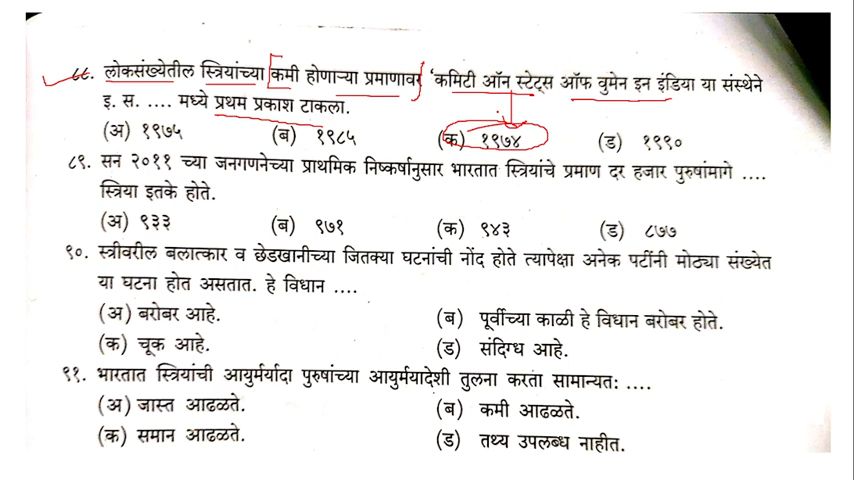 ८८. लोकसंख्येतील स्त्रियांच्या कमी होणाऱ्या प्रमाणावर 'कमिटी ऑन स्टेट्स ऑफ वुमेन इन इंडिया या संस्थेने
इ. स. .... मध्ये प्रथम प्रकाश टाकला.
(अ) १९७५ (ब) १९८५ (क) १९७४ (ड) १९९०
८९. सन २०११ च्या जनगणनेच्या प्राथमिक निष्कर्षानुसार भारतात स्त्रियांचे प्रमाण दर हजार पुरुषांमागे ....
स्त्रिया इतके होते.
(अ) ९३३ (ब) ९७१ (क) ९४३ (ड) ८७७
९०. स्त्रीवरील बलात्कार व छेडखानीच्या जितक्या घटनांची नोंद होते त्यापेक्षा अनेक पटींनी मोठ्या संख्येत
या घटना होत असतात. हे विधान ....
(अ) बरोबर आहे. (ब) पूर्वीच्या काळी हे विधान बरोबर होते.
(क) चूक आहे. (ड) संदिग्ध आहे.
९१. भारतात स्त्रियांची आयुर्मर्यादा पुरुषांच्या आयुर्मयादेशी तुलना करता सामान्यत: ....
(अ) जास्त आढळते. (ब) कमी आढळते.
(क) समान आढळते. (ड) तथ्य उपलब्ध नाहीत.